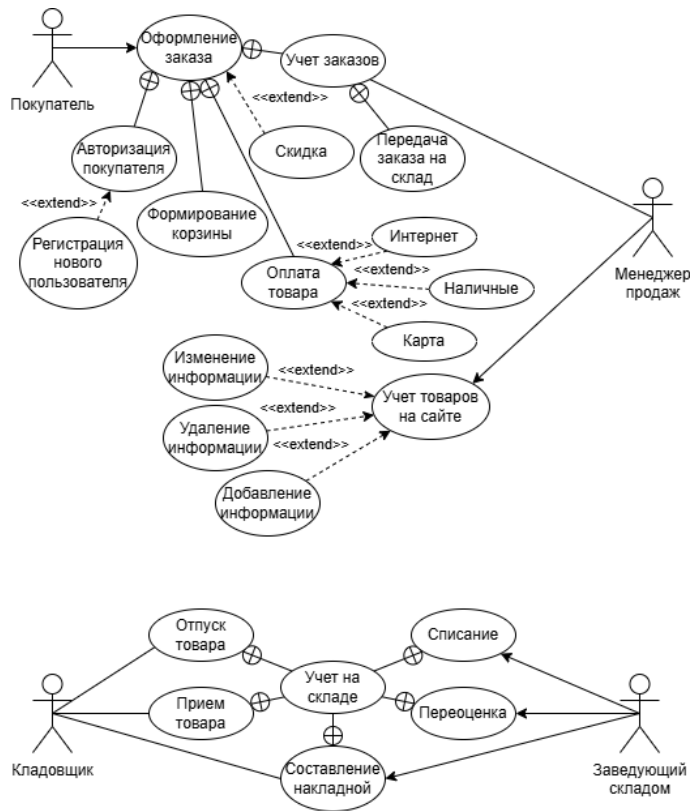 Оформление
заказа
Учет заказов
Покупатель
<<extend>>
Авторизация
покупателя
Скидка
Передача
заказа на
склад
<<extend>>
Формирование
корзины
Регистрация
нового
пользователя
<<extend>>
Интернет
Оплата
товара
<<extend>>
Наличные
Менеджер
продаж
<<extend>>
Карта
Изменение
информации
<<extend>>
Учет товаров
на сайте
Удаление
информации
<<extend>>
<<extend>>
Добавление
информации
Отпуск
товара
Списание
Учет на
складе
Прием
товара
Переоценка
Кладовщик
Составление
накладной
Заведующий
складом